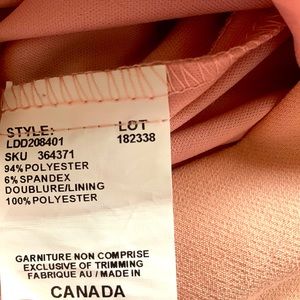 STYLE: LOT
LDD208401 182338
SKU 364371
94% POLYESTER
6% SPANDEX
DOUBLURE/LINING
100% POLYESTER
GARNITURE NON COMPRISE
EXCLUSIVE OF TRIMMING
FABRIQUE AU / MADE IN
CANADA